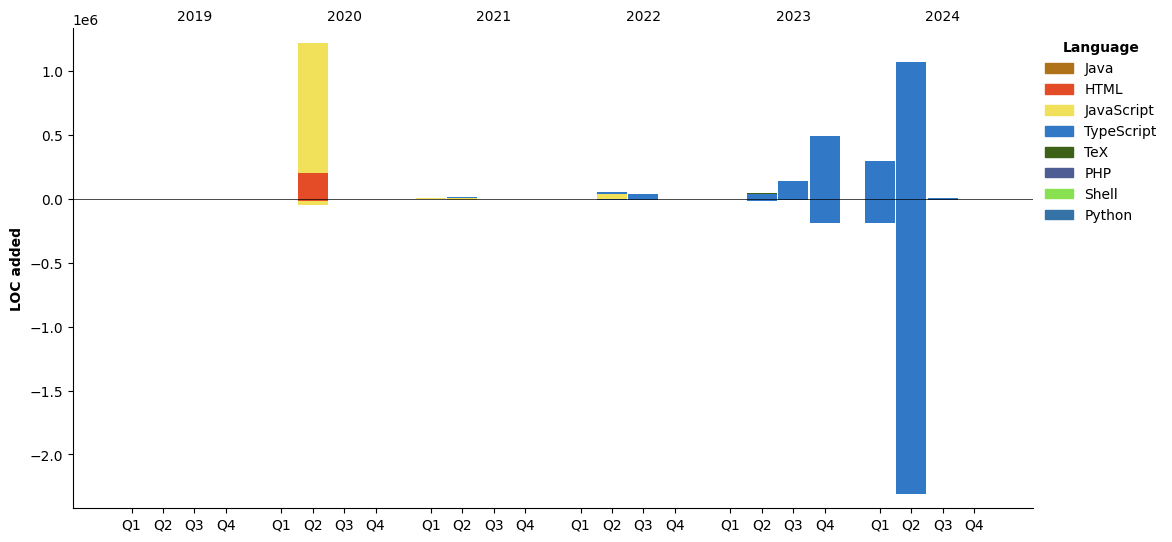 2019 2020 2021 2022 2023 2024
1e6
1.0
0.5
0.0
−0.5
−1.0
−1.5
−2.0
LOC added
Q1 Q2 Q3 Q4 Q1 Q2 Q3 Q4 Q1 Q2 Q3 Q4 Q1 Q2 Q3 Q4 Q1 Q2 Q3 Q4 Q1 Q2 Q3 Q4
Language
Java
HTML
JavaScript
TypeScript
TeX
PHP
Shell
Python